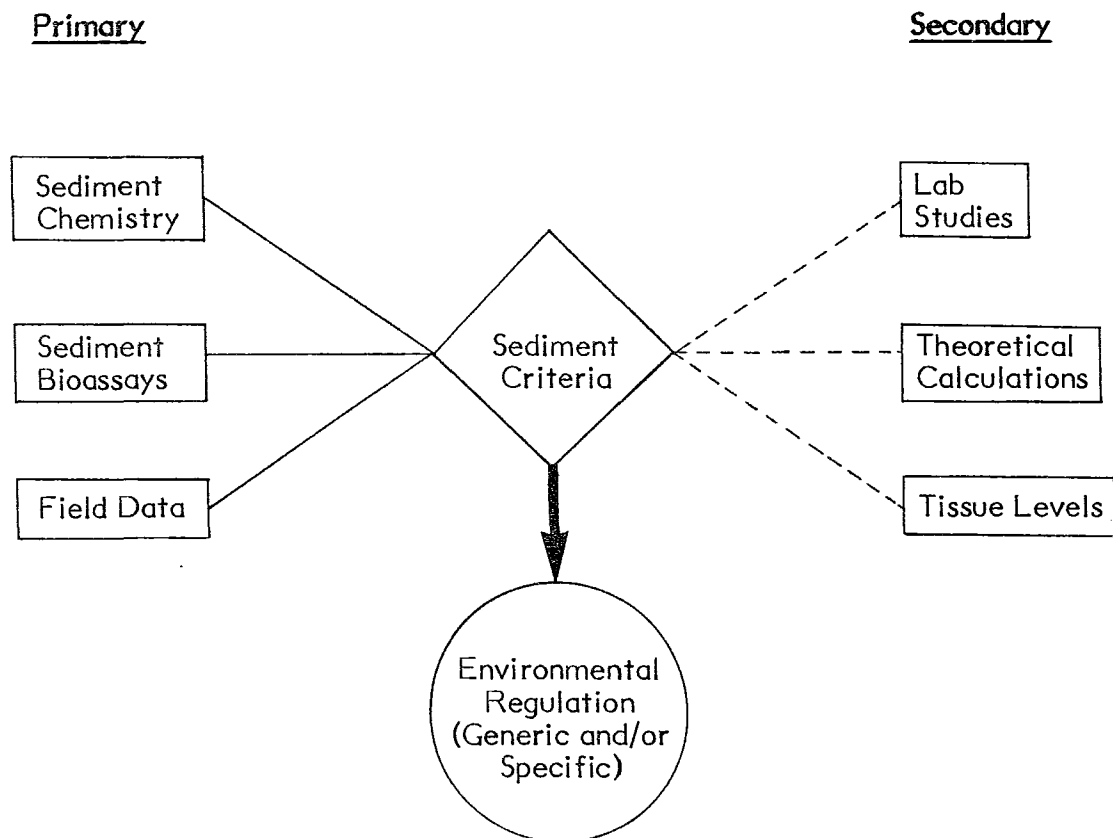 Primary
Secondary
Sediment
Chemistry
Sediment
Bioassays
Field Data
Sediment
Criteria
Lab
Studies
Theoretical
Calculations
Tissue Levels
Environmental
Regulation
(Generic and/or
Specific)